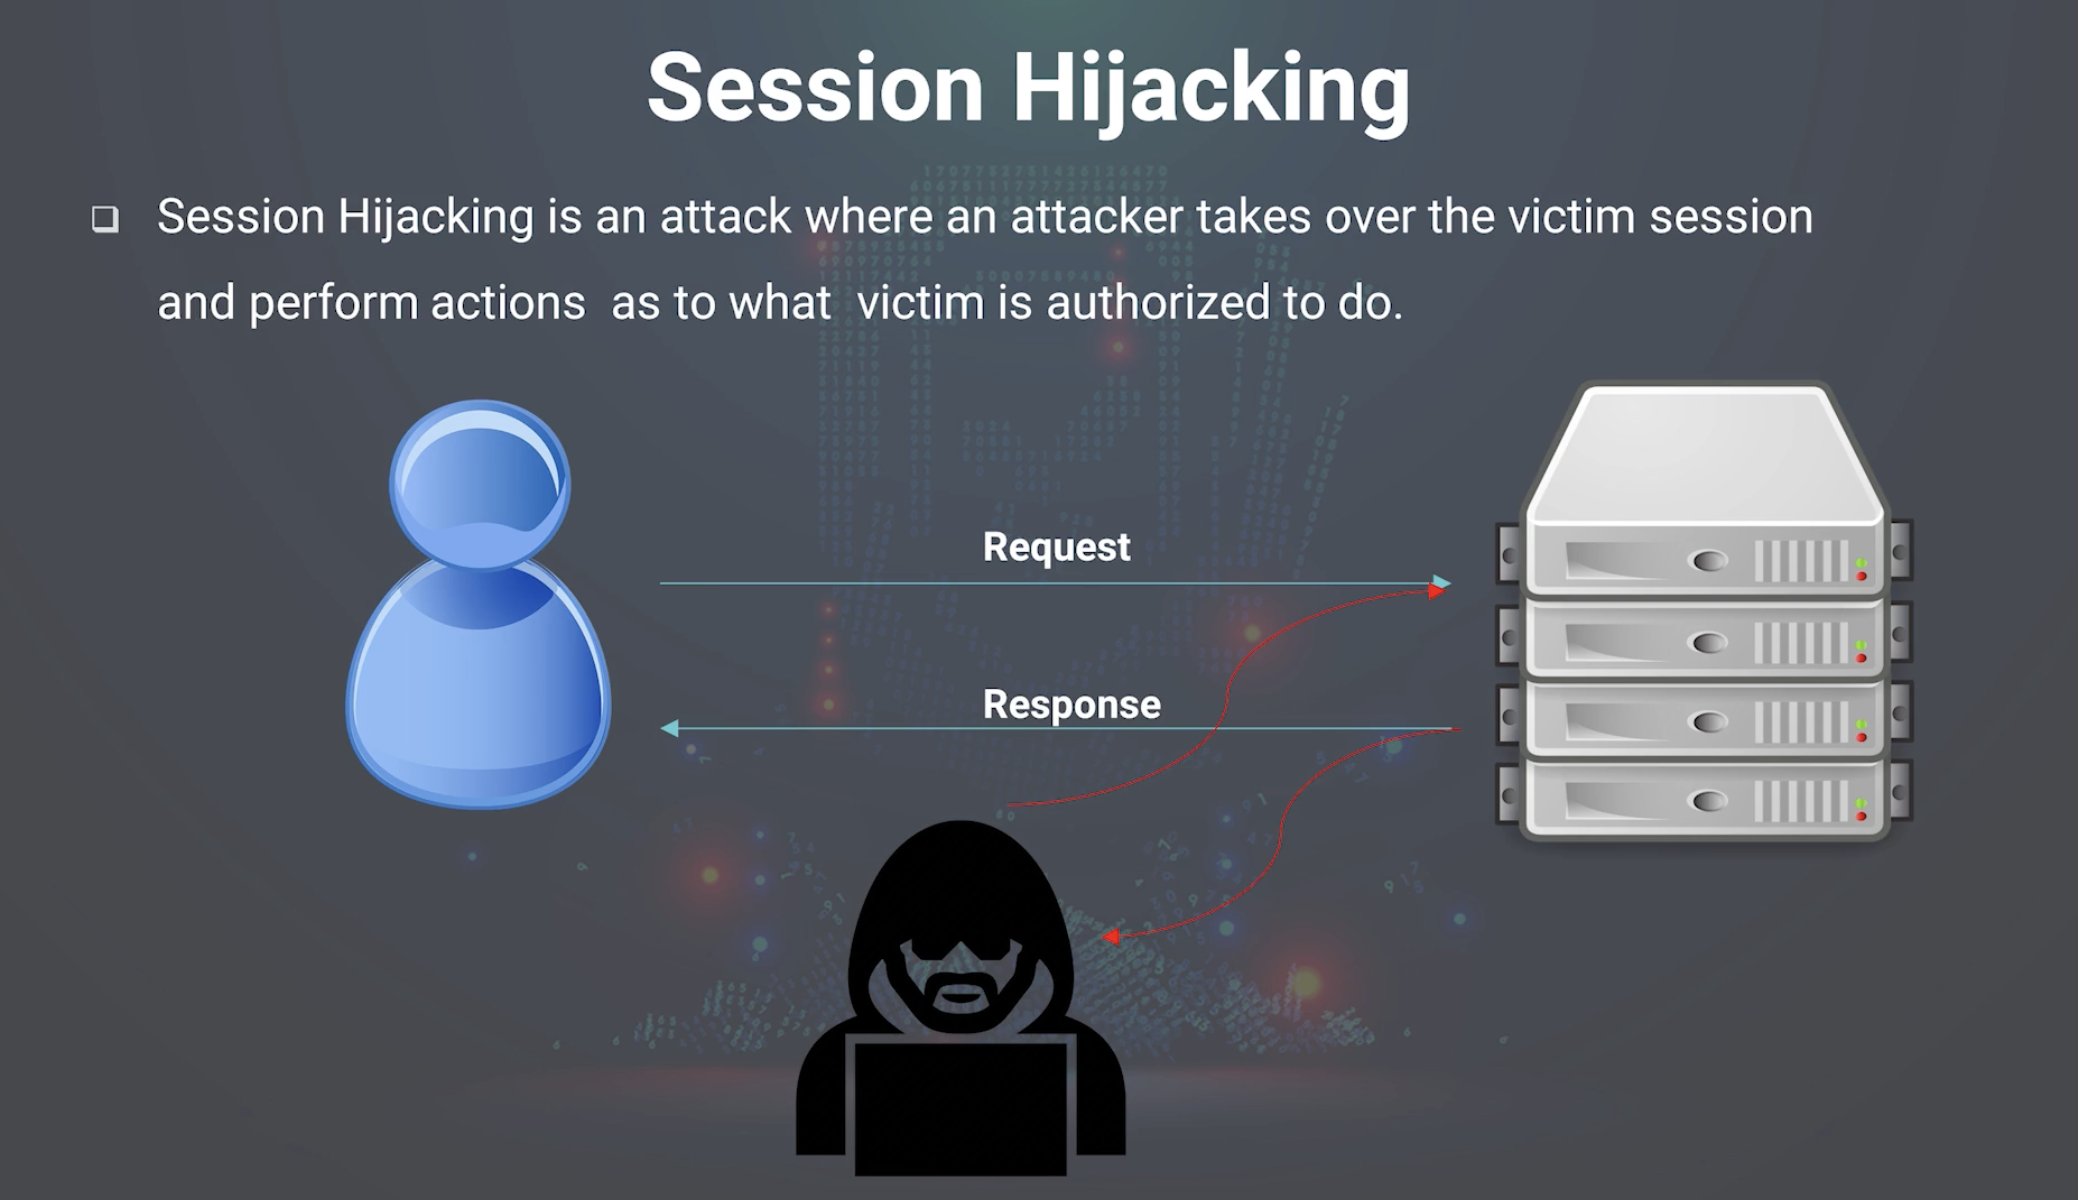 Session Hijacking
Session Hijacking is an attack where an attacker takes over the victim session
and perform actions as to what victim is authorized to do.
Request
Response